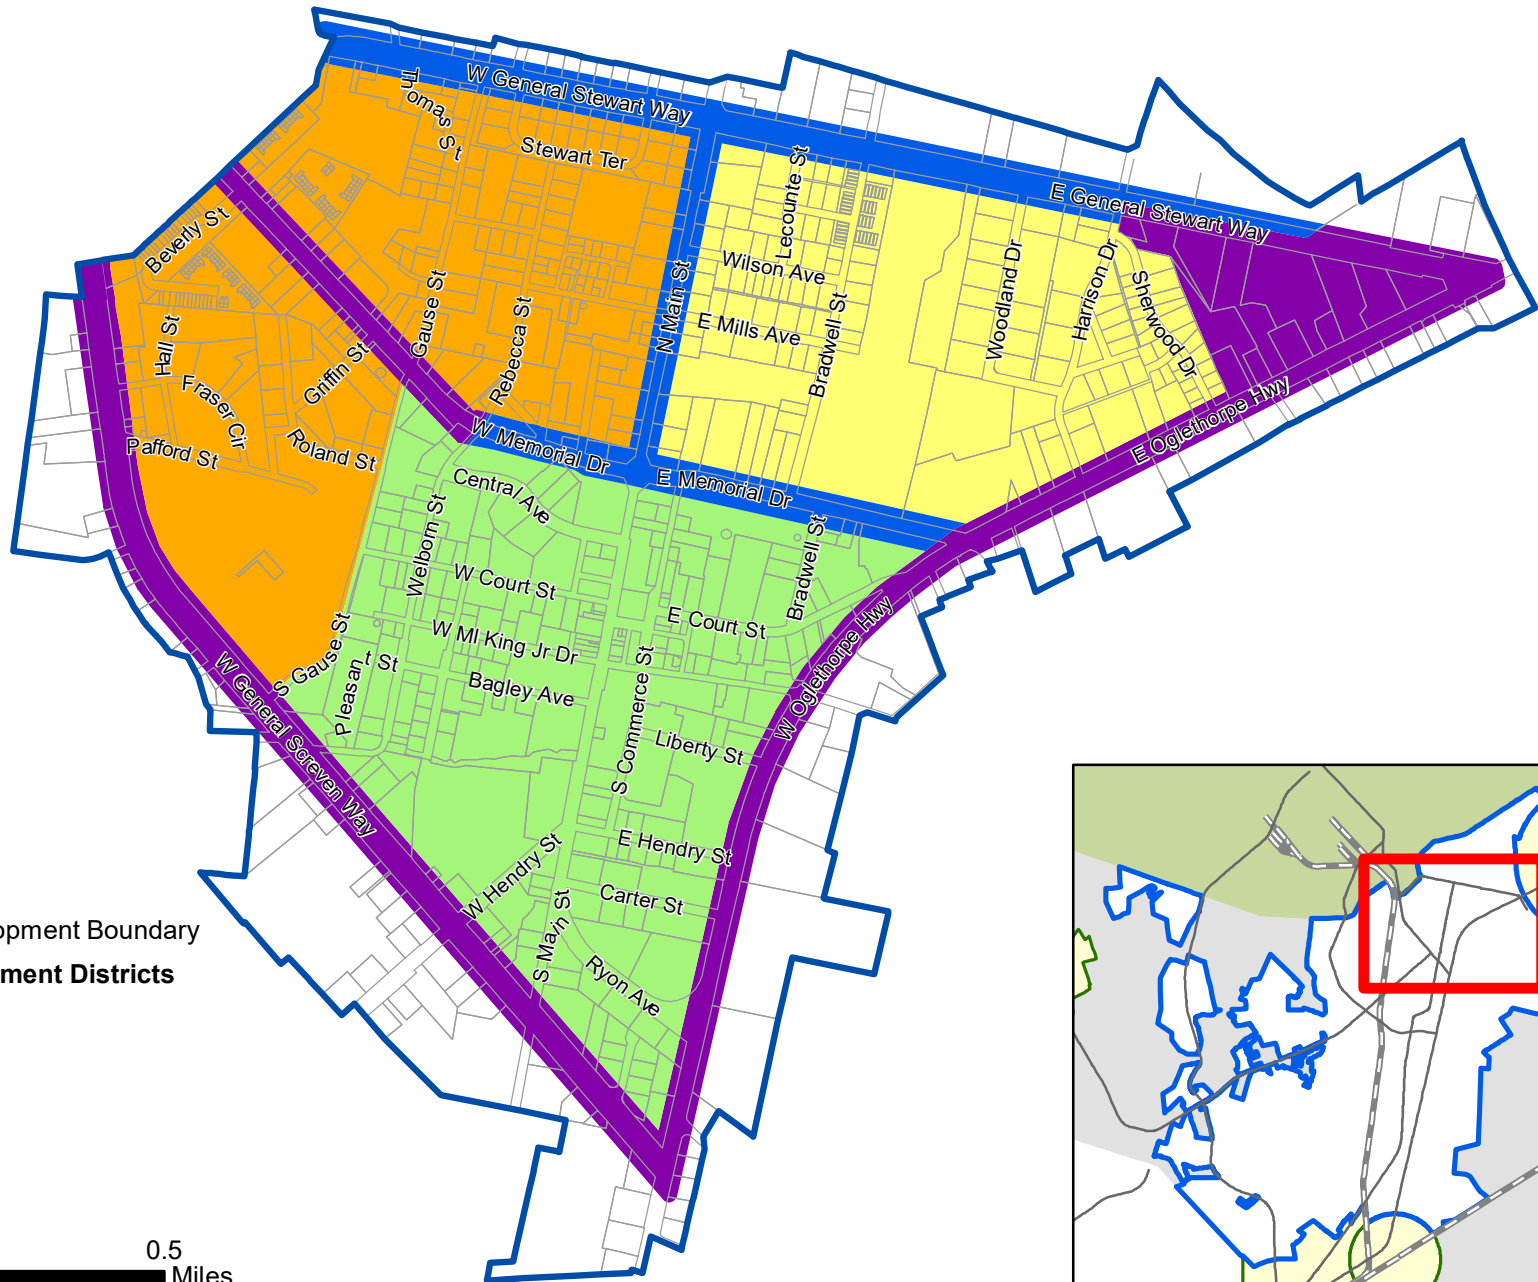 W General Stewart Way
Thomas St
Stewart Ter
Lecounte St
E General Stewart Way
Beverly St
Wilson Ave
Woodland Dr
Harrison Dr
Sherwood Dr
Gause St
N Main St
E Mills Ave
Bradwell St
Hall St
Rebecca St
Griffin St
Fraser Cir
Pafford St
Roland St
W Memorial Dr
E Memorial Dr
E Oglethorpe Hwy
Central Ave
Welborn St
W Court St
Bradwell St
E Court St
W Ml King Jr Dr
S Gause St
Pleasant St
Bagley Ave
S Commerce St
W Oglethorpe Hwy
W General Screven Way
Liberty St
E Hendry St
W Hendry St
Carter St
S Main St
Ryon Ave
opment Boundary
ment Districts
0.5
Miles